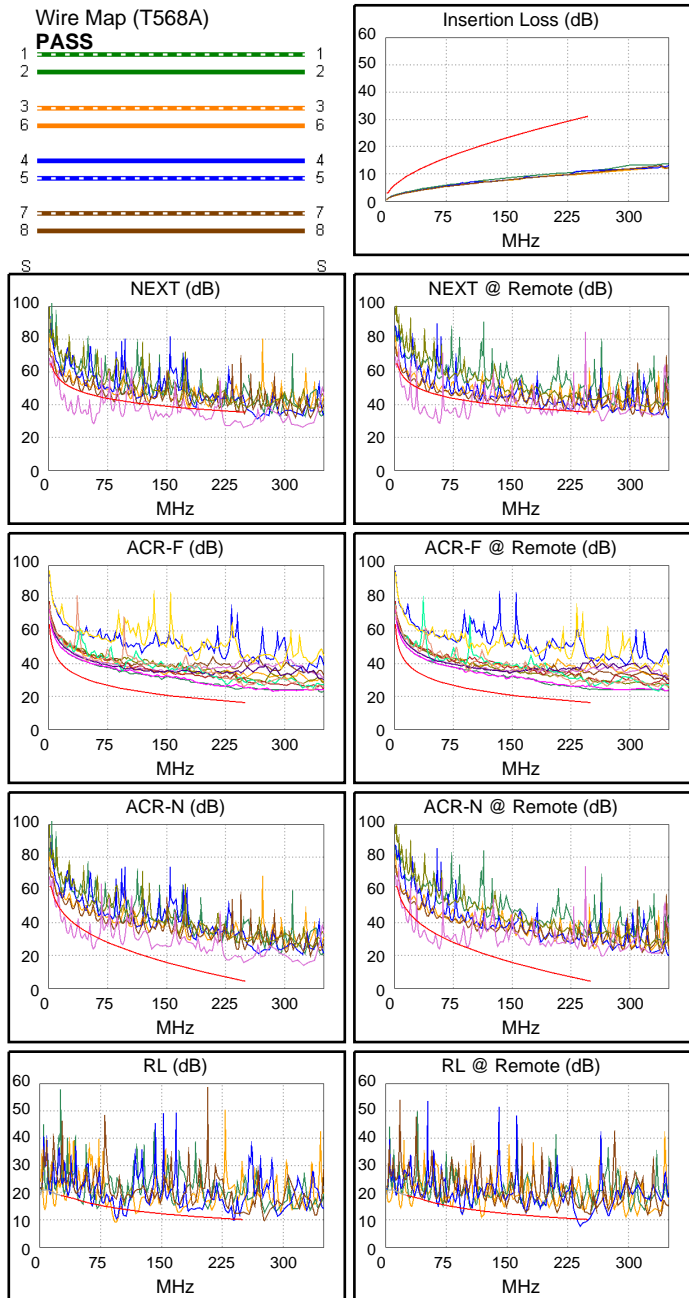 Wire Map (T568A)
PASS
1 1
2 2
3 3
6 6
4 4
5 5
7 7
8 8
S S
Insertion Loss (dB)
60
50
40
30
20
10
0
0 75 150 225 300
MHz
NEXT (dB)
100
80
60
40
20
0
0 75 150 225 300
MHz
NEXT @ Remote (dB)
100
80
60
40
20
0
0 75 150 225 300
MHz
ACR-F (dB)
100
80
60
40
20
0
0 75 150 225 300
MHz
ACR-F @ Remote (dB)
100
80
60
40
20
0
0 75 150 225 300
MHz
ACR-N (dB)
100
80
60
40
20
0
0 75 150 225 300
MHz
ACR-N @ Remote (dB)
100
80
60
40
20
0
0 75 150 225 300
MHz
RL (dB)
60
50
40
30
20
10
0
0 75 150 225 300
MHz
RL @ Remote (dB)
60
50
40
30
20
10
0
0 75 150 225 300
MHz